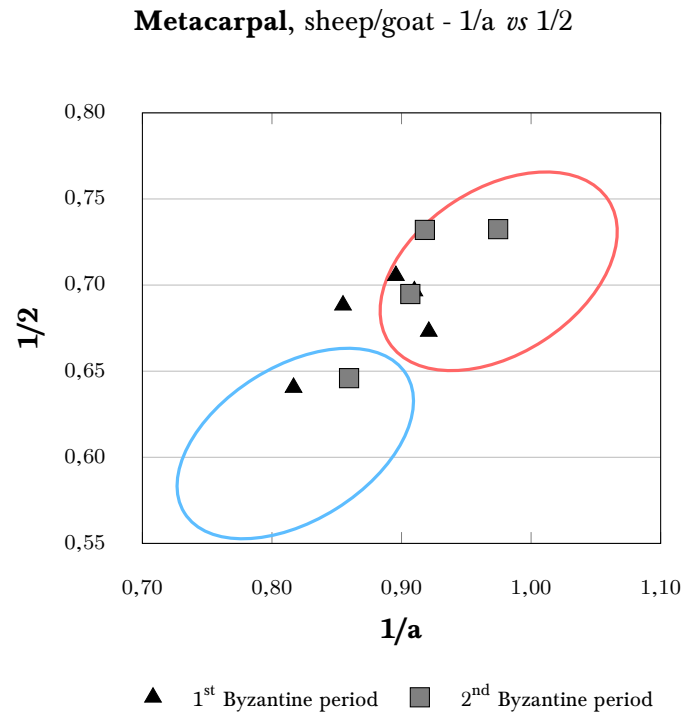 Metacarpal, sheep/goat - 1/a vs 1/2
0,80
0,75
0,70
0,65
0,60
0,55
1/2
0,70 0,80 0,90 1,00 1,10
1/a
1st Byzantine period 2nd Byzantine period